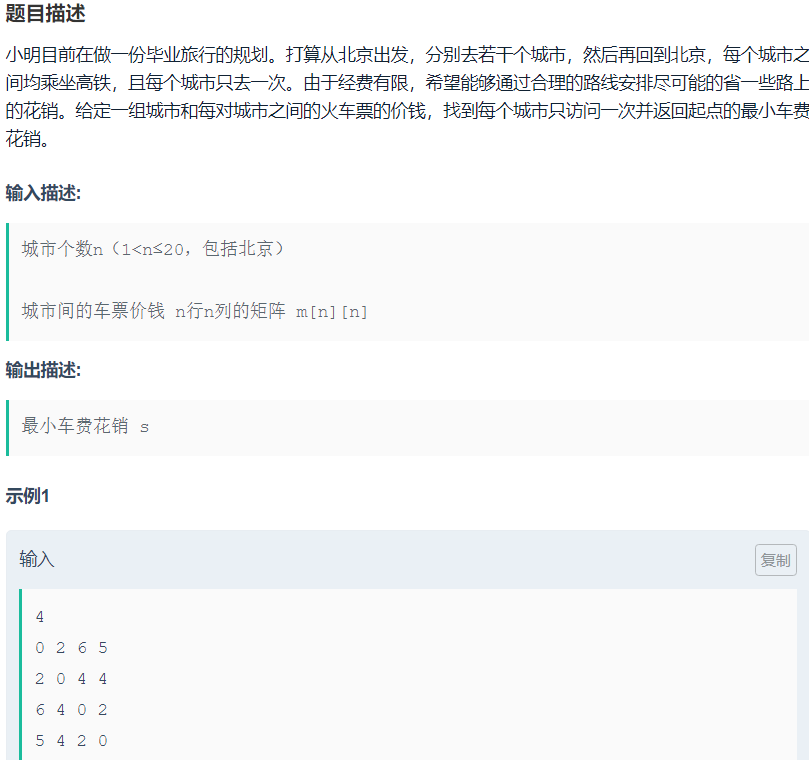 题目描述
小明目前在做一份毕业旅行的规划。打算从北京出发，分别去若干个城市，然后再回到北京，每个城市之
间均乘坐高铁，且每个城市只去一次。由于经费有限，希望能够通过合理的路线安排尽可能的省一些路上
的花销。给定一组城市和每对城市之间的火车票的价钱，找到每个城市只访问一次并返回起点的最小车费
花销。
输入描述:
城市个数n（1<n≤20，包括北京）
城市间的车票价钱 n行n列的矩阵 m[n][n]
输出描述:
最小车费花销 s
示例1
输入
复制
4
0 2 6 5
2 0 4 4
6 4 0 2
5 4 2 0